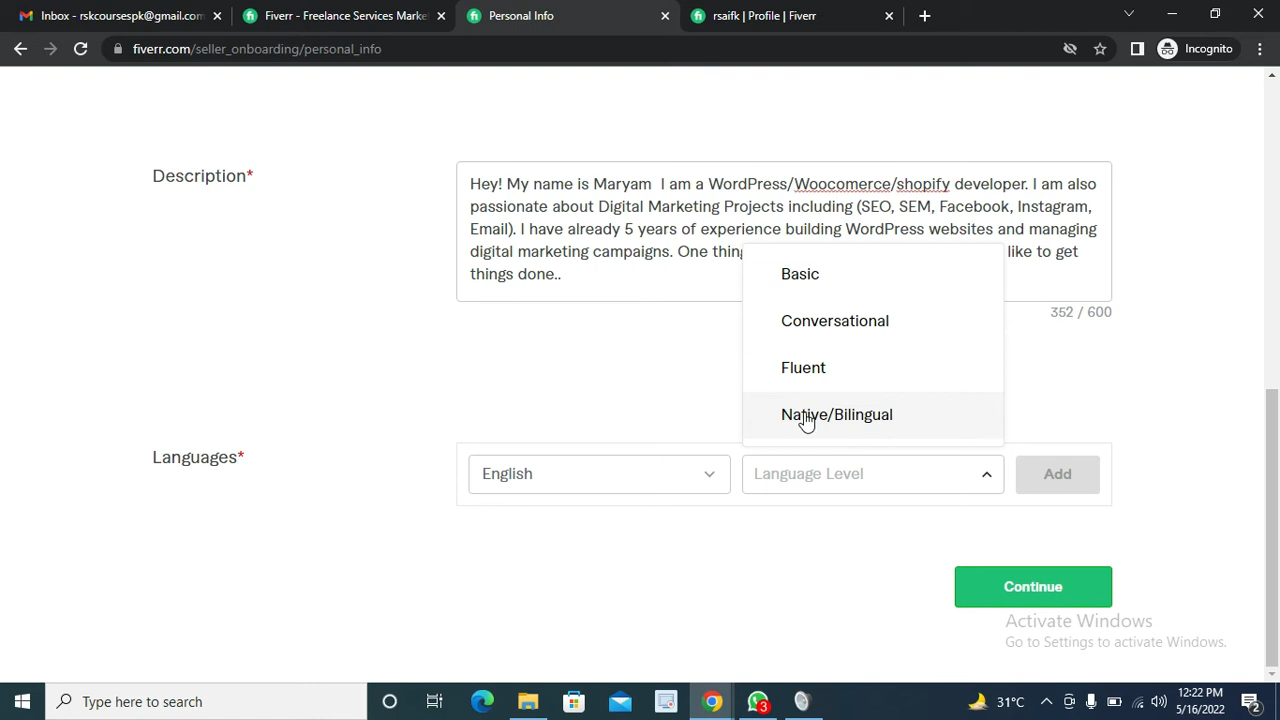 Inbox - rskcoursespk@gmail.com
Fiverr - Freelance Services Marke
Personal Info
rsaifk | Profile | Fiverr
fiverr.com/seller_onboarding/personal_info
Incognito
Description*
Hey! My name is Maryam  I am a WordPress/Woocomerce/shopify developer. I am also
passionate about Digital Marketing Projects including (SEO, SEM, Facebook, Instagram,
Email). I have already 5 years of experience building WordPress websites and managing
digital marketing campaigns. One thing like to get
things done..
352 / 600
Basic
Conversational
Fluent
Native/Bilingual
Languages*
English
Language Level
Add
Continue
Activate Windows
Go to Settings to activate Windows.
Type here to search
3
31°C
12:22 PM
5/16/2022
2